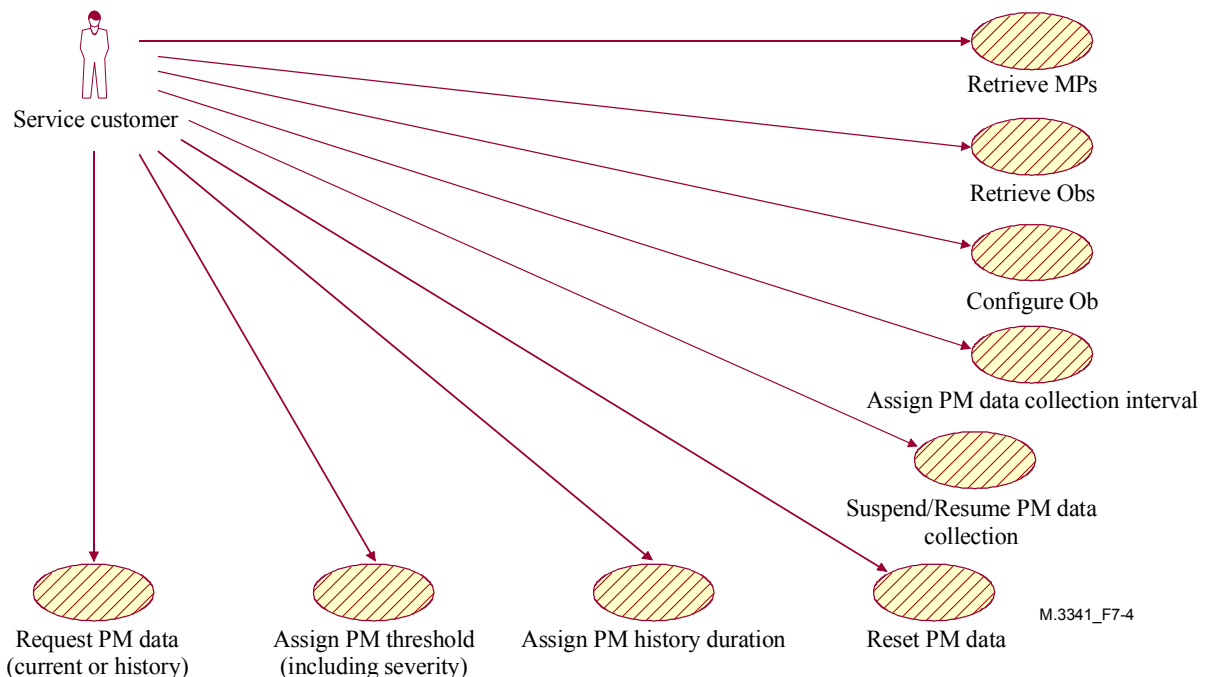 Retrieve MPs
Service customer
Retrieve Obs
Configure Ob
Assign PM data collection interval
Suspend/Resume PM data
collection
M.3341_F7-4
Request PM data
(current or history)
Assign PM threshold
(including severity)
Assign PM history duration
Reset PM data